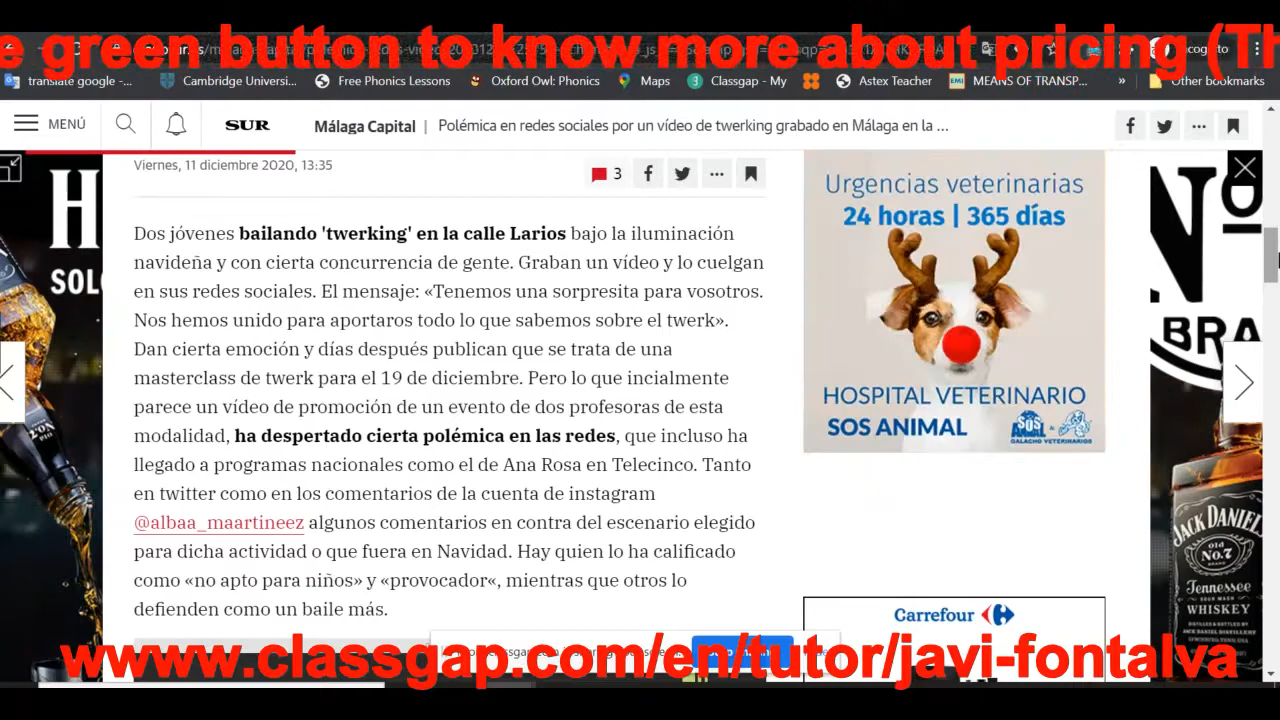 e green button to know more about pricing (Th
Incognito
translate google -...
Cambridge Universi...
Free Phonics Lessons
Oxford Owl: Phonics
Maps
Classgap - My
Astex Teacher
MEANS OF TRANSP...
»
Other bookmarks
MENÚ
SUR
Málaga Capital | Polémica en redes sociales por un vídeo de twerking grabado en Málaga en la ...
Viernes, 11 diciembre 2020, 13:35
3
Dos jóvenes bailando 'twerking' en la calle Larios bajo la iluminación
navideña y con cierta concurrencia de gente. Graban un vídeo y lo cuelgan
en sus redes sociales. El mensaje: «Tenemos una sorpresita para vosotros.
Nos hemos unido para aportaros todo lo que sabemos sobre el twerk».
Dan cierta emoción y días después publican que se trata de una
masterclass de twerk para el 19 de diciembre. Pero lo que incialmente
parece un vídeo de promoción de un evento de dos profesoras de esta
modalidad, ha despertado cierta polémica en las redes, que incluso ha
llegado a programas nacionales como el de Ana Rosa en Telecinco. Tanto
en twitter como en los comentarios de la cuenta de instagram
@albaa_maartineez algunos comentarios en contra del escenario elegido
para dicha actividad o que fuera en Navidad. Hay quien lo ha calificado
como «no apto para niños» y «provocador«, mientras que otros lo
defienden como un baile más.
Urgencias veterinarias
24 horas | 365 días
HOSPITAL VETERINARIO
SOS ANIMAL
SOS
ANIMAL
GALACHO VETERINARIOS
Carrefour
H
SOLO
Nº
BRA
JACK DANIEL
Old
No.7
Tennessee
WHISKEY
www.classgap.com/en/tutor/javi-fontalva